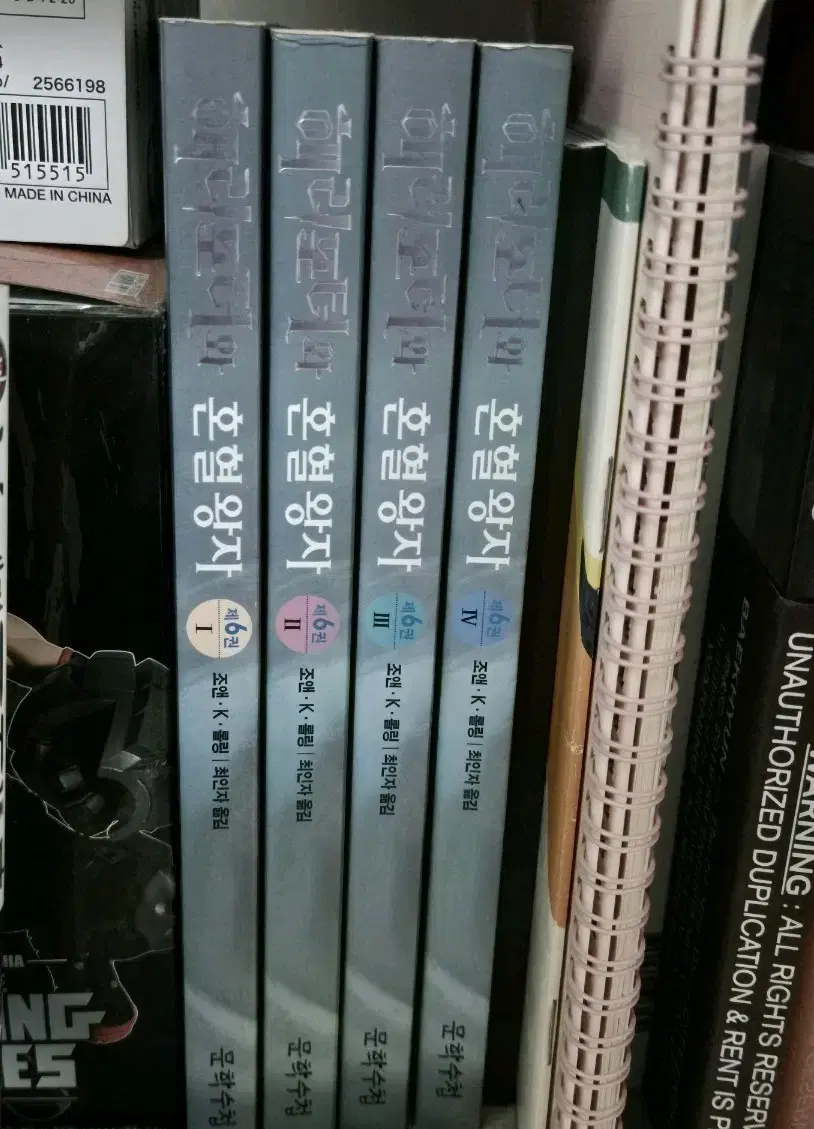 2566198
515515
MADE IN CHINA
해리포터와
혼혈왕자
제6권
I
조앤·K·롤링 | 최인자 옮김
문학수첩
해리포터와
혼혈왕자
제6권
II
조앤·K·롤링 | 최인자 옮김
문학수첩
해리포터와
혼혈왕자
제6권
III
조앤·K·롤링 | 최인자 옮김
문학수첩
해리포터와
혼혈왕자
제6권
IV
조앤·K·롤링 | 최인자 옮김
문학수첩
BAEKHYUN
WARNING : ALL RIGHTS RESERV
UNAUTHORIZED DUPLICATION & RENT IS P
HIA
NG
ES